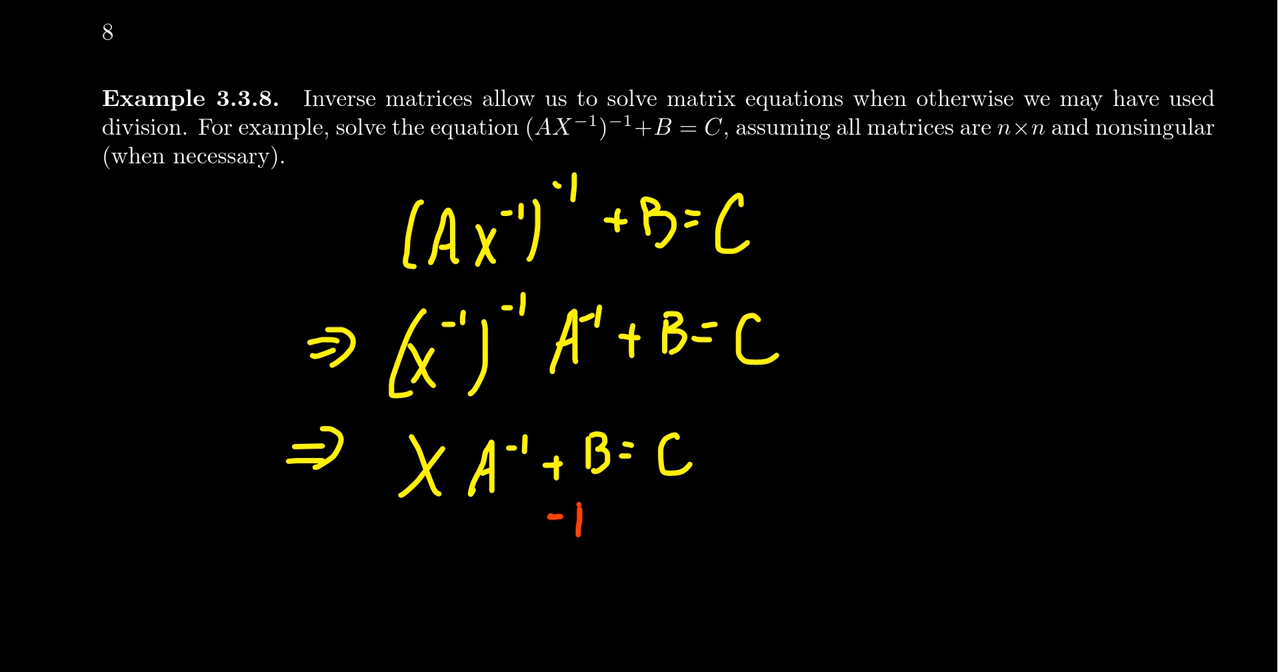 8
Example 3.3.8. Inverse matrices allow us to solve matrix equations when otherwise we may have used
division. For example, solve the equation (AX⁻¹)⁻¹+B = C, assuming all matrices are n×n and nonsingular
(when necessary).
(AX⁻¹)⁻¹ + B = C
⇒ (X⁻¹)⁻¹ A⁻¹ + B = C
⇒ X A⁻¹ + B = C
-1